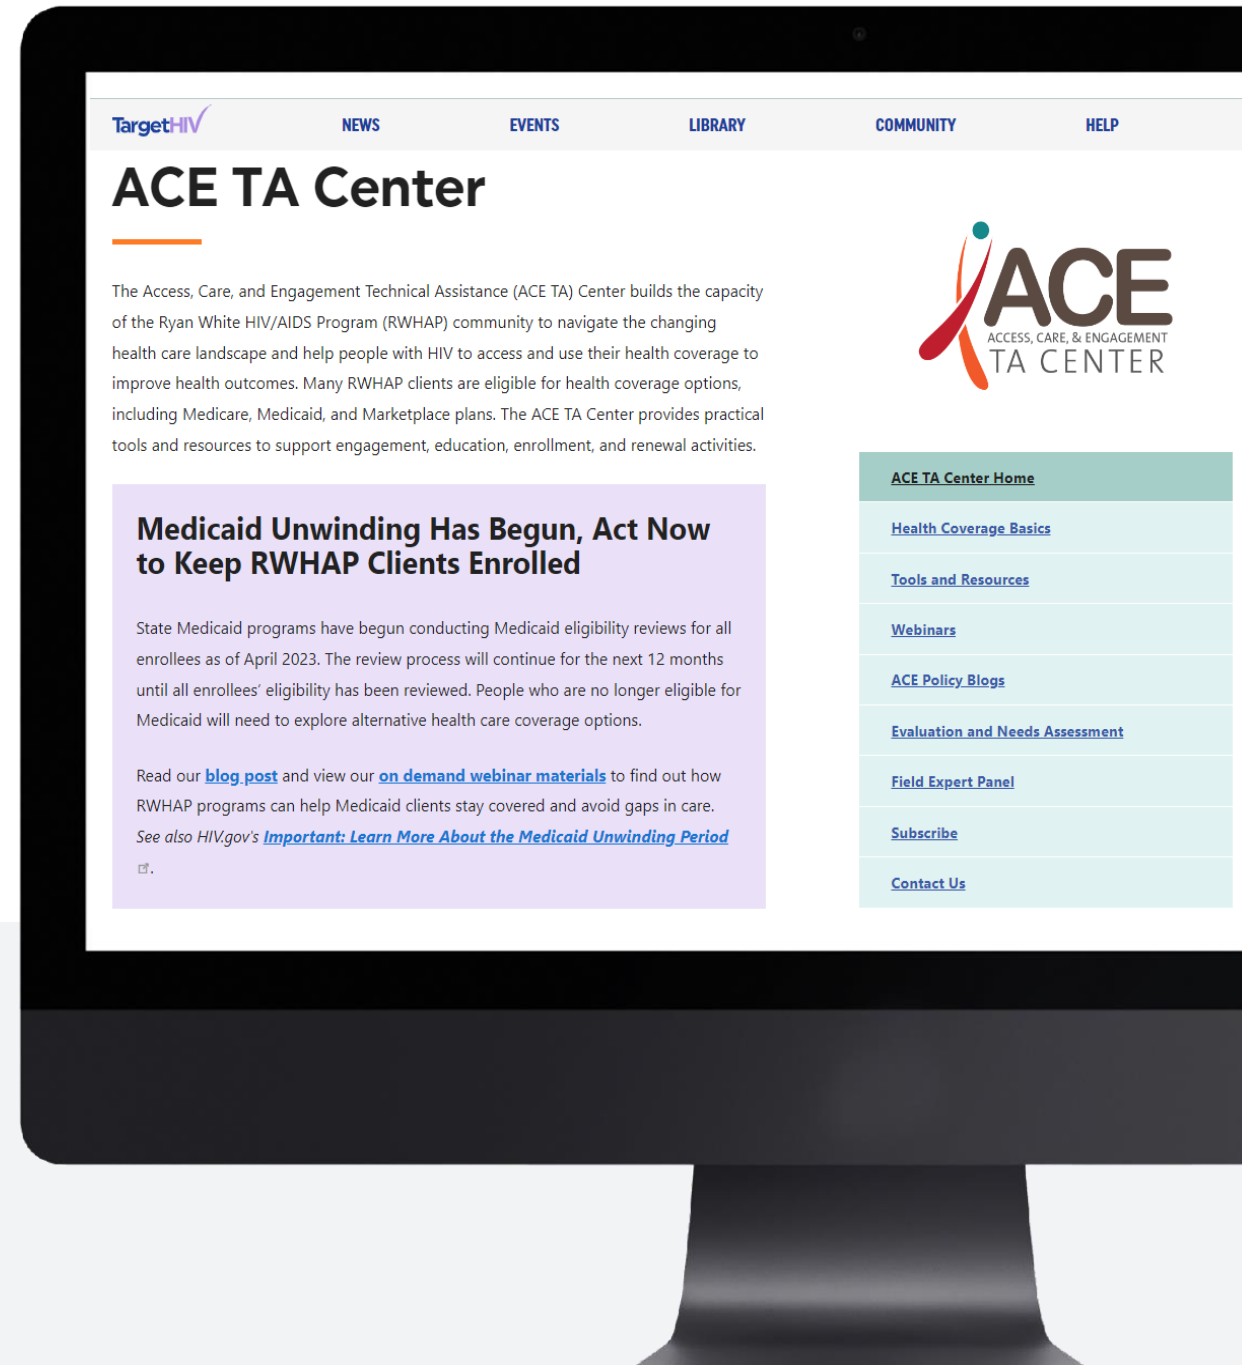 TargetHIV NEWS EVENTS LIBRARY COMMUNITY HELP
ACE TA Center
The Access, Care, and Engagement Technical Assistance (ACE TA) Center builds the capacity
of the Ryan White HIV/AIDS Program (RWHAP) community to navigate the changing
health care landscape and help people with HIV to access and use their health coverage to
improve health outcomes. Many RWHAP clients are eligible for health coverage options,
including Medicare, Medicaid, and Marketplace plans. The ACE TA Center provides practical
tools and resources to support engagement, education, enrollment, and renewal activities.
Medicaid Unwinding Has Begun, Act Now
to Keep RWHAP Clients Enrolled
State Medicaid programs have begun conducting Medicaid eligibility reviews for all
enrollees as of April 2023. The review process will continue for the next 12 months
until all enrollees’ eligibility has been reviewed. People who are no longer eligible for
Medicaid will need to explore alternative health care coverage options.
Read our blog post and view our on demand webinar materials to find out how
RWHAP programs can help Medicaid clients stay covered and avoid gaps in care.
See also HIV.gov's Important: Learn More About the Medicaid Unwinding Period
.
ACE
ACCESS, CARE, & ENGAGEMENT
TA CENTER
ACE TA Center Home
Health Coverage Basics
Tools and Resources
Webinars
ACE Policy Blogs
Evaluation and Needs Assessment
Field Expert Panel
Subscribe
Contact Us